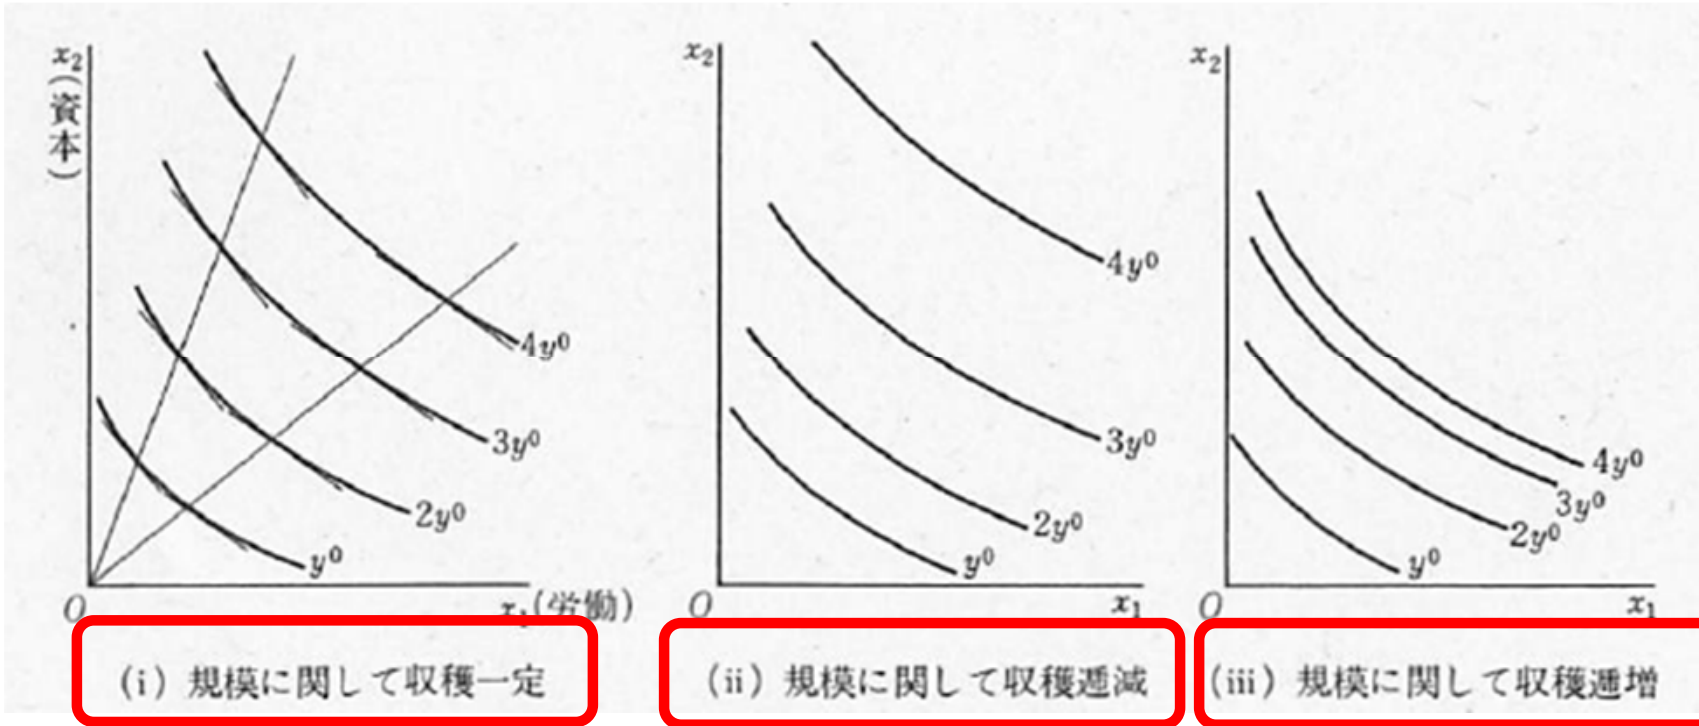 x₂(資本)
4y⁰
3y⁰
2y⁰
y⁰
O
x₁(労働)
(i) 規模に関して収穫一定
x₂
4y⁰
3y⁰
2y⁰
y⁰
O
x₁
(ii) 規模に関して収穫逓減
x₂
4y⁰
3y⁰
2y⁰
y⁰
O
x₁
(iii) 規模に関して収穫逓増